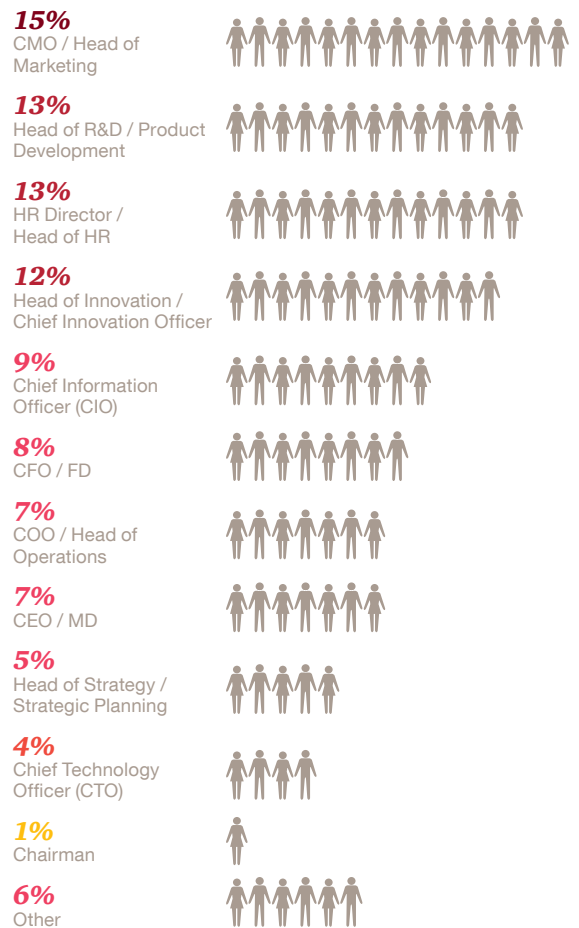 15%
CMO / Head of
Marketing
13%
Head of R&D / Product
Development
13%
HR Director /
Head of HR
12%
Head of Innovation /
Chief Innovation Officer
9%
Chief Information
Officer (CIO)
8%
CFO / FD
7%
COO / Head of
Operations
7%
CEO / MD
5%
Head of Strategy /
Strategic Planning
4%
Chief Technology
Officer (CTO)
1%
Chairman
6%
Other